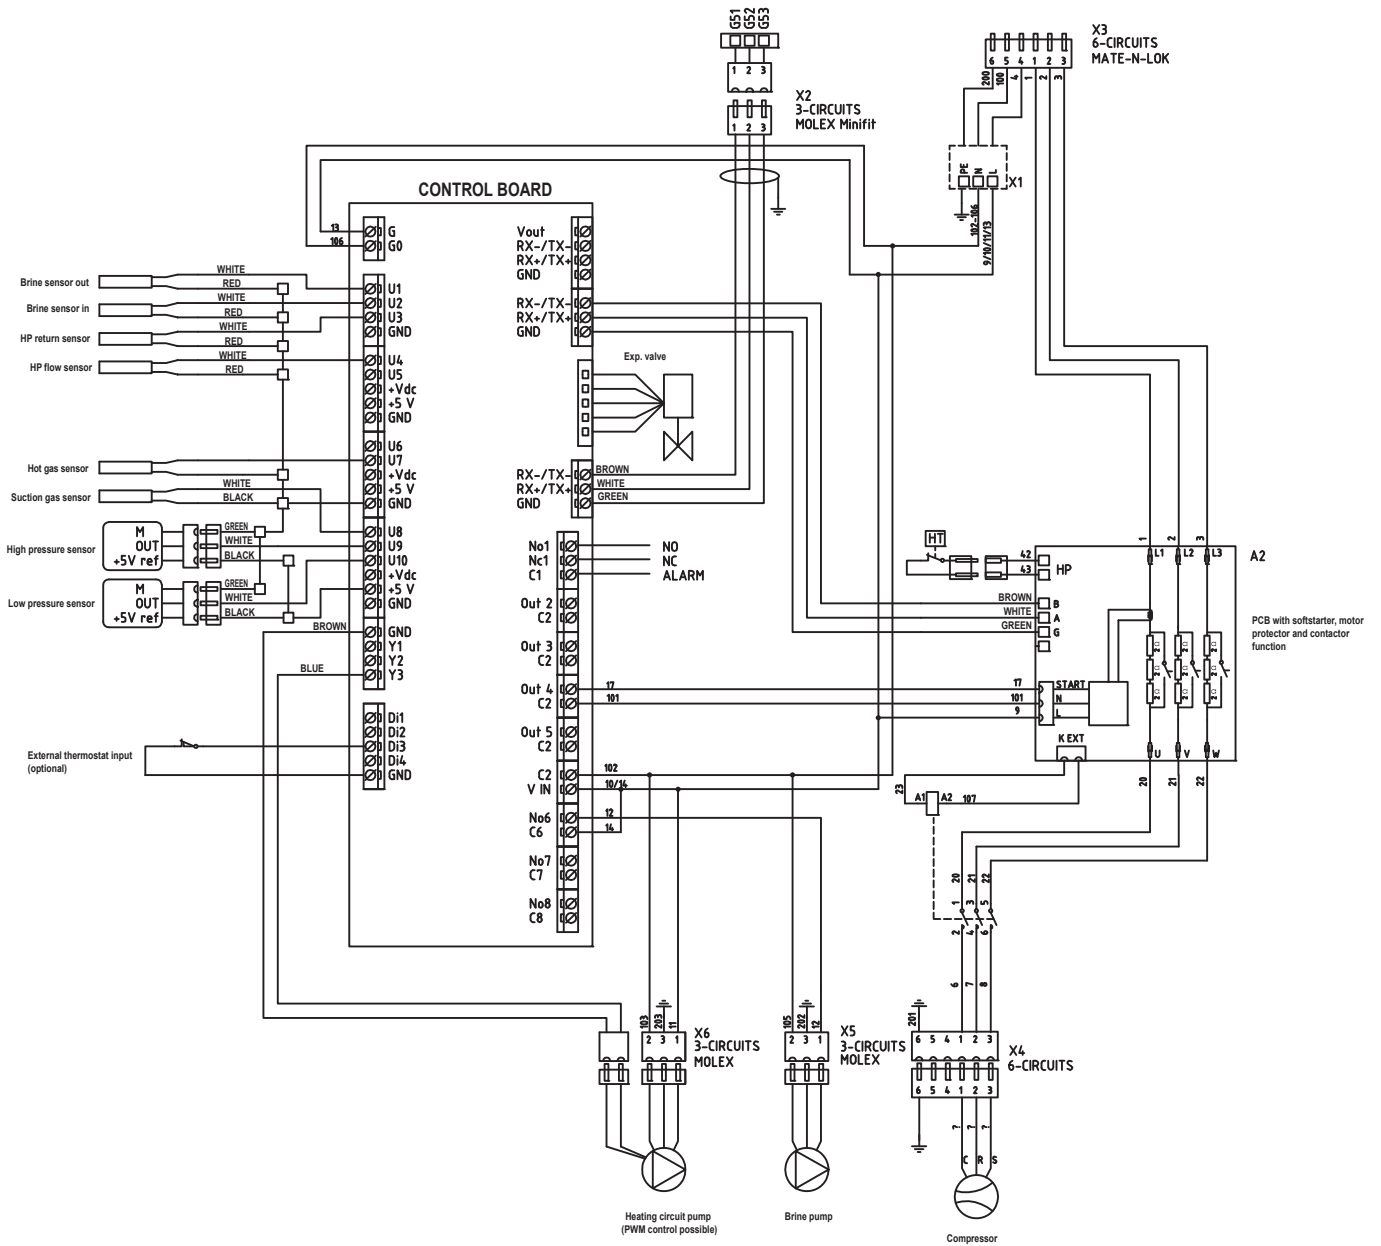 G51 G52 G53
1 2 3
X2
3-CIRCUITS
MOLEX Minifit
1 2 3
X3
6-CIRCUITS
MATE-N-LOK
6 5 4 1 2 3
200 100 4 1 2 3
PE N L
X1
102-106
9/10/11/13
CONTROL BOARD
13 G
106 G0
Brine sensor out
WHITE
RED
Brine sensor in
WHITE
RED
HP return sensor
WHITE
RED
HP flow sensor
WHITE
RED
U1
U2
U3
GND
U4
U5
+Vdc
+5 V
GND
Hot gas sensor
Suction gas sensor
WHITE
BLACK
U6
U7
+Vdc
+5 V
GND
High pressure sensor
M
OUT
+5V ref
GREEN
WHITE
BLACK
Low pressure sensor
M
OUT
+5V ref
GREEN
WHITE
BLACK
U8
U9
U10
+Vdc
+5 V
GND
BROWN
BLUE
GND
Y1
Y2
Y3
External thermostat input
(optional)
Di1
Di2
Di3
Di4
GND
Vout
RX-/TX-
RX+/TX+
GND
RX-/TX-
RX+/TX+
GND
Exp. valve
RX-/TX-
RX+/TX+
GND
BROWN
WHITE
GREEN
No1
Nc1
C1
NO
NC
ALARM
Out 2
C2
Out 3
C2
Out 4
C2
17
101
Out 5
C2
C2
V IN
102
10/14
No6
C6
12
14
No7
C7
No8
C8
HT
42
43
HP
BROWN
WHITE
GREEN
B
A
G
1 2 3
L1 L2 L3
A2
PCB with softstarter, motor
protector and contactor
function
2 Ω 2 Ω 2 Ω
2 Ω 2 Ω 2 Ω
2 Ω 2 Ω 2 Ω
17 START
101 N
9 L
K EXT
U V W
20 21 22
23
A1 A2 107
20 21 22
1 3 5
2 4 6
6 7 8
201
6 5 4 1 2 3
X4
6-CIRCUITS
6 5 4 1 2 3
? ? ?
C R S
Compressor
103 203 11
2 3 1
X6
3-CIRCUITS
MOLEX
Heating circuit pump
(PWM control possible)
105 202 12
2 3 1
X5
3-CIRCUITS
MOLEX
Brine pump